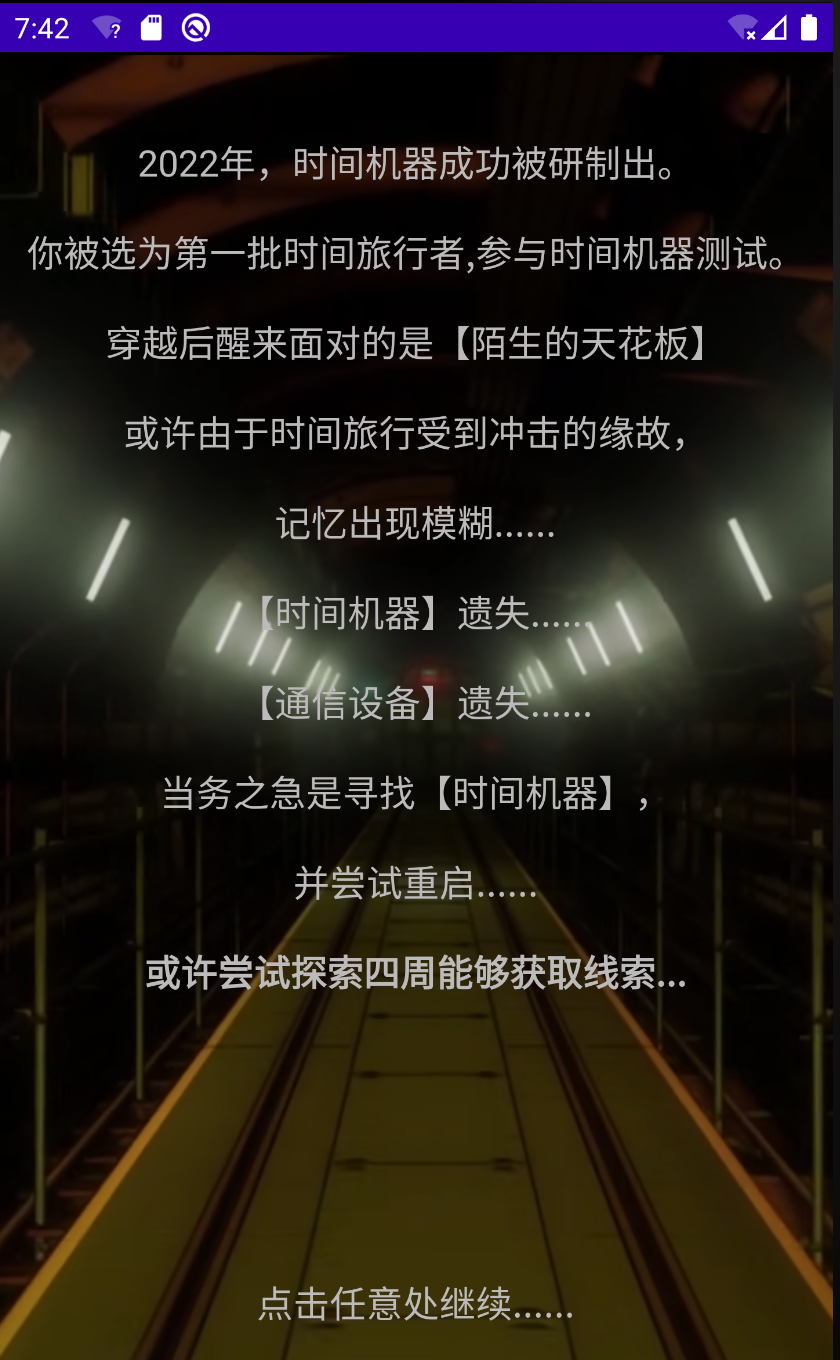 7:42
2022年，时间机器成功被研制出。
你被选为第一批时间旅行者,参与时间机器测试。
穿越后醒来面对的是【陌生的天花板】
或许由于时间旅行受到冲击的缘故，
记忆出现模糊......
【时间机器】遗失......
【通信设备】遗失......
当务之急是寻找【时间机器】，
并尝试重启......
或许尝试探索四周能够获取线索...
点击任意处继续......